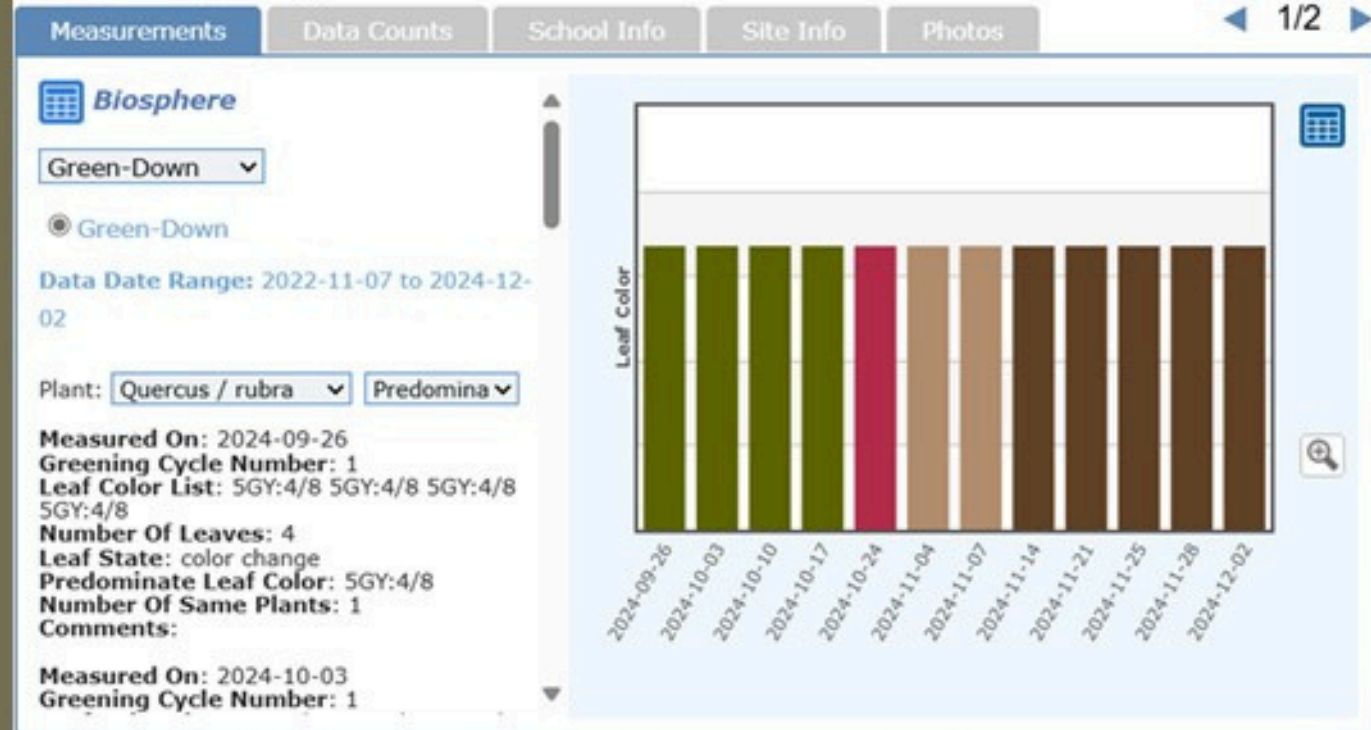 Measurements
Data Counts
School Info
Site Info
Photos
1/2
Biosphere
Green-Down
Green-Down
Data Date Range: 2022-11-07 to 2024-12-
02
Plant: Quercus / rubra Predomina
Measured On: 2024-09-26
Greening Cycle Number: 1
Leaf Color List: 5GY:4/8 5GY:4/8 5GY:4/8
5GY:4/8
Number Of Leaves: 4
Leaf State: color change
Predominate Leaf Color: 5GY:4/8
Number Of Same Plants: 1
Comments:
Measured On: 2024-10-03
Greening Cycle Number: 1
Leaf Color
2024-09-26
2024-10-03
2024-10-10
2024-10-17
2024-10-24
2024-11-04
2024-11-07
2024-11-14
2024-11-21
2024-11-25
2024-11-28
2024-12-02